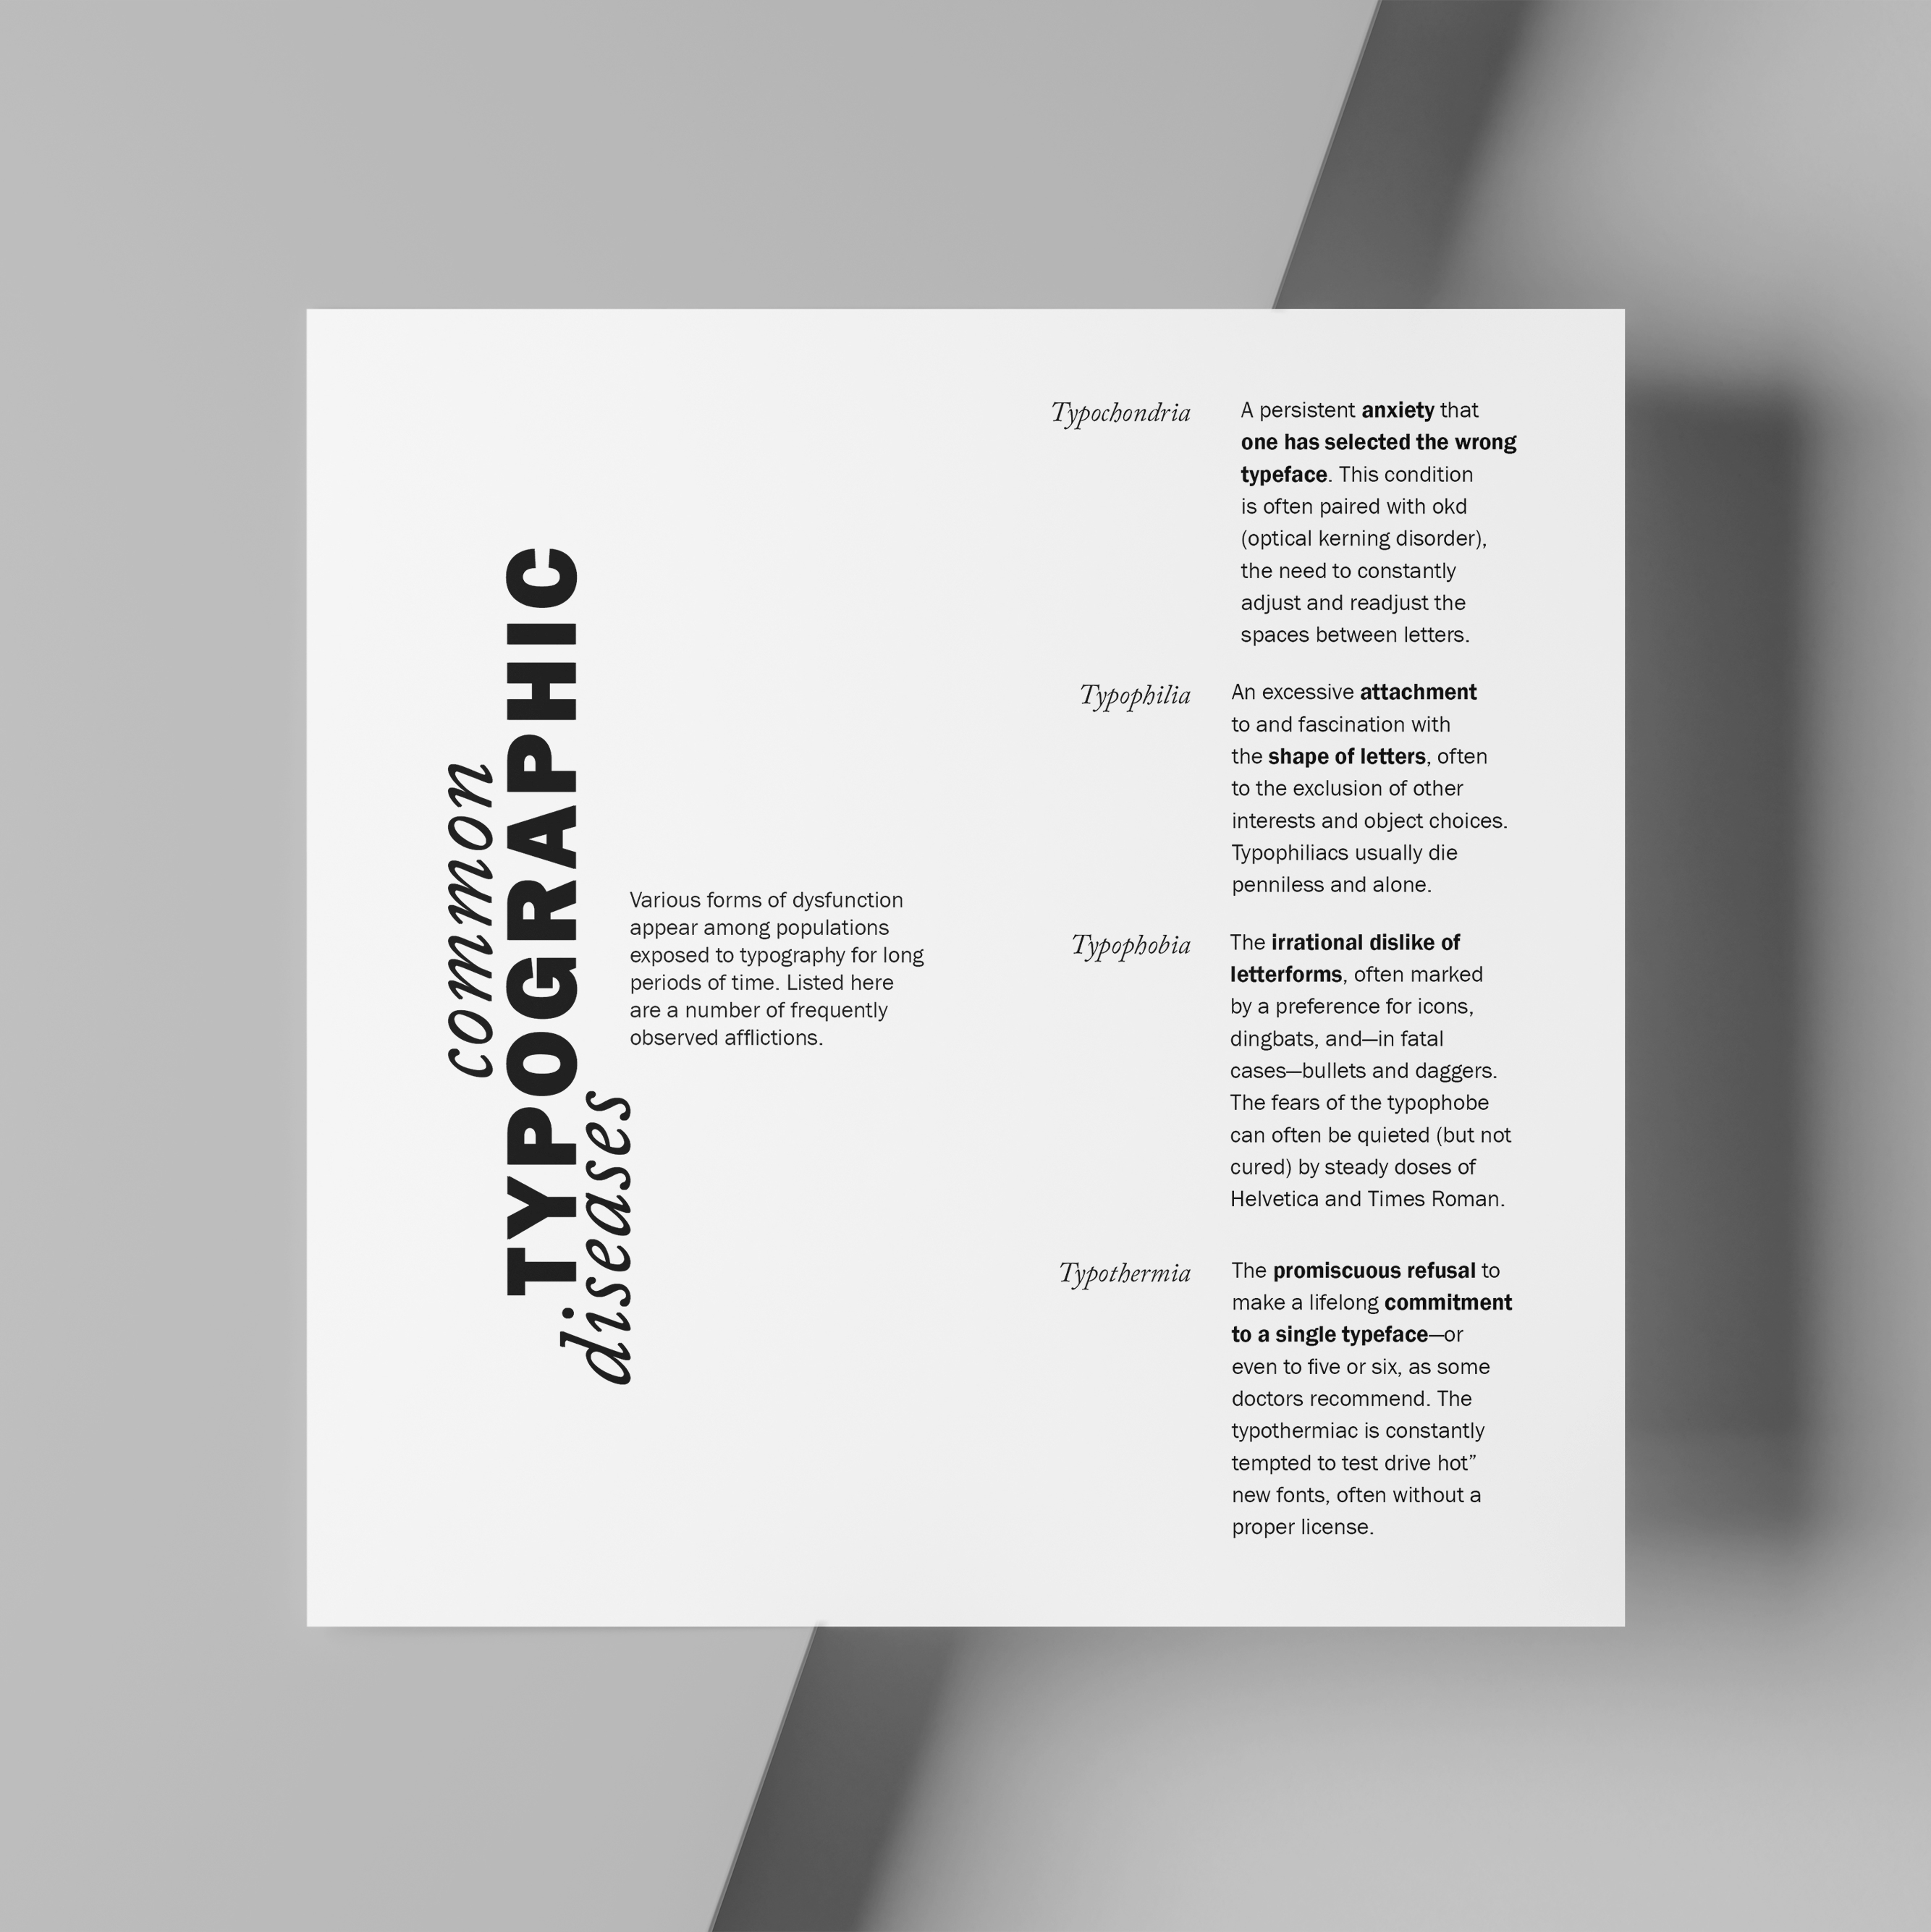 common
TYPOGRAPHIC
diseases
Various forms of dysfunction
appear among populations
exposed to typography for long
periods of time. Listed here
are a number of frequently
observed afflictions.
Typochondria
A persistent anxiety that
one has selected the wrong
typeface. This condition
is often paired with okd
(optical kerning disorder),
the need to constantly
adjust and readjust the
spaces between letters.
Typophilia
An excessive attachment
to and fascination with
the shape of letters, often
to the exclusion of other
interests and object choices.
Typophiliacs usually die
penniless and alone.
Typophobia
The irrational dislike of
letterforms, often marked
by a preference for icons,
dingbats, and—in fatal
cases—bullets and daggers.
The fears of the typophobe
can often be quieted (but not
cured) by steady doses of
Helvetica and Times Roman.
Typothermia
The promiscuous refusal to
make a lifelong commitment
to a single typeface—or
even to five or six, as some
doctors recommend. The
typothermiac is constantly
tempted to test drive hot”
new fonts, often without a
proper license.